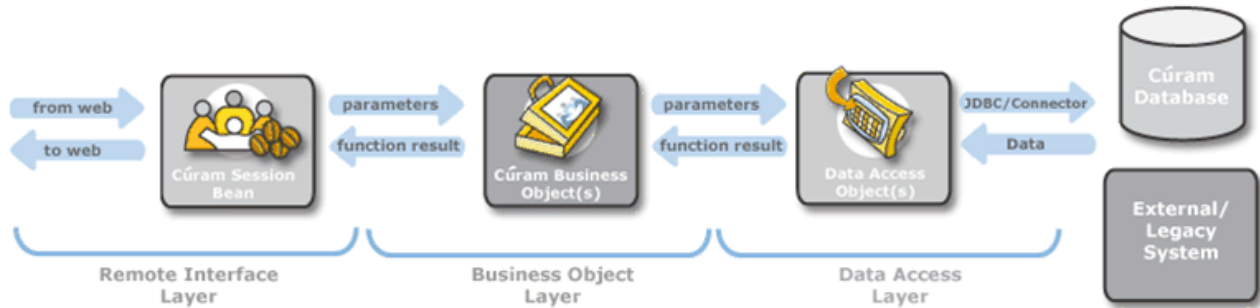 from web
to web
Cúram Session
Bean
parameters
function result
Cúram Business
Object(s)
parameters
function result
Data Access
Object(s)
JDBC/Connector
Data
Cúram
Database
External/
Legacy
System
Remote Interface
Layer
Business Object
Layer
Data Access
Layer